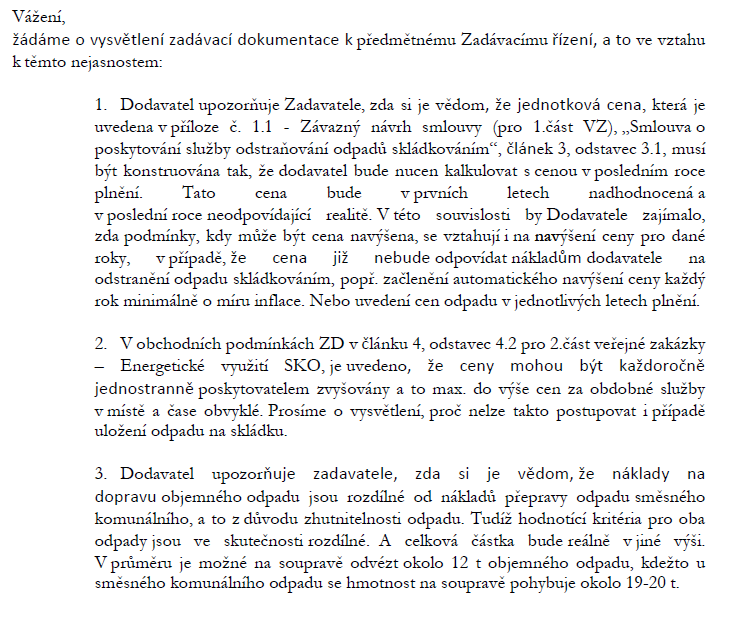 Vážení,
žádáme o vysvětlení zadávací dokumentace k předmětnému Zadávacímu řízení, a to ve vztahu
k těmto nejasnostem:
1. Dodavatel upozorňuje Zadavatele, zda si je vědom, že jednotková cena, která je
uvedena v příloze č. 1.1 - Závazný návrh smlouvy (pro 1.část VZ), „Smlouva o
poskytování služby odstraňování odpadů skládkováním“, článek 3, odstavec 3.1, musí
být konstruována tak, že dodavatel bude nucen kalkulovat s cenou v posledním roce
plnění. Tato cena bude v prvních letech nadhodnocená a
v poslední roce neodpovídající realitě. V této souvislosti by Dodavatele zajímalo,
zda podmínky, kdy může být cena navýšena, se vztahují i na navýšení ceny pro dané
roky, v případě, že cena již nebude odpovídat nákladům dodavatele na
odstranění odpadu skládkováním, popř. začlenění automatického navýšení ceny každý
rok minimálně o míru inflace. Nebo uvedení cen odpadu v jednotlivých letech plnění.
2. V obchodních podmínkách ZD v článku 4, odstavec 4.2 pro 2.část veřejné zakázky
– Energetické využití SKO, je uvedeno, že ceny mohou být každoročně
jednostranně poskytovatelem zvyšovány a to max. do výše cen za obdobné služby
v místě a čase obvyklé. Prosíme o vysvětlení, proč nelze takto postupovat i případě
uložení odpadu na skládku.
3. Dodavatel upozorňuje zadavatele, zda si je vědom, že náklady na
dopravu objemného odpadu jsou rozdílné od nákladů přepravy odpadu směsného
komunálního, a to z důvodu zhutnitelnosti odpadu. Tudíž hodnotící kritéria pro oba
odpady jsou ve skutečnosti rozdílné. A celková částka bude reálně v jiné výši.
V průměru je možné na soupravě odvézt okolo 12 t objemného odpadu, kdežto u
směsného komunálního odpadu se hmotnost na soupravě pohybuje okolo 19-20 t.